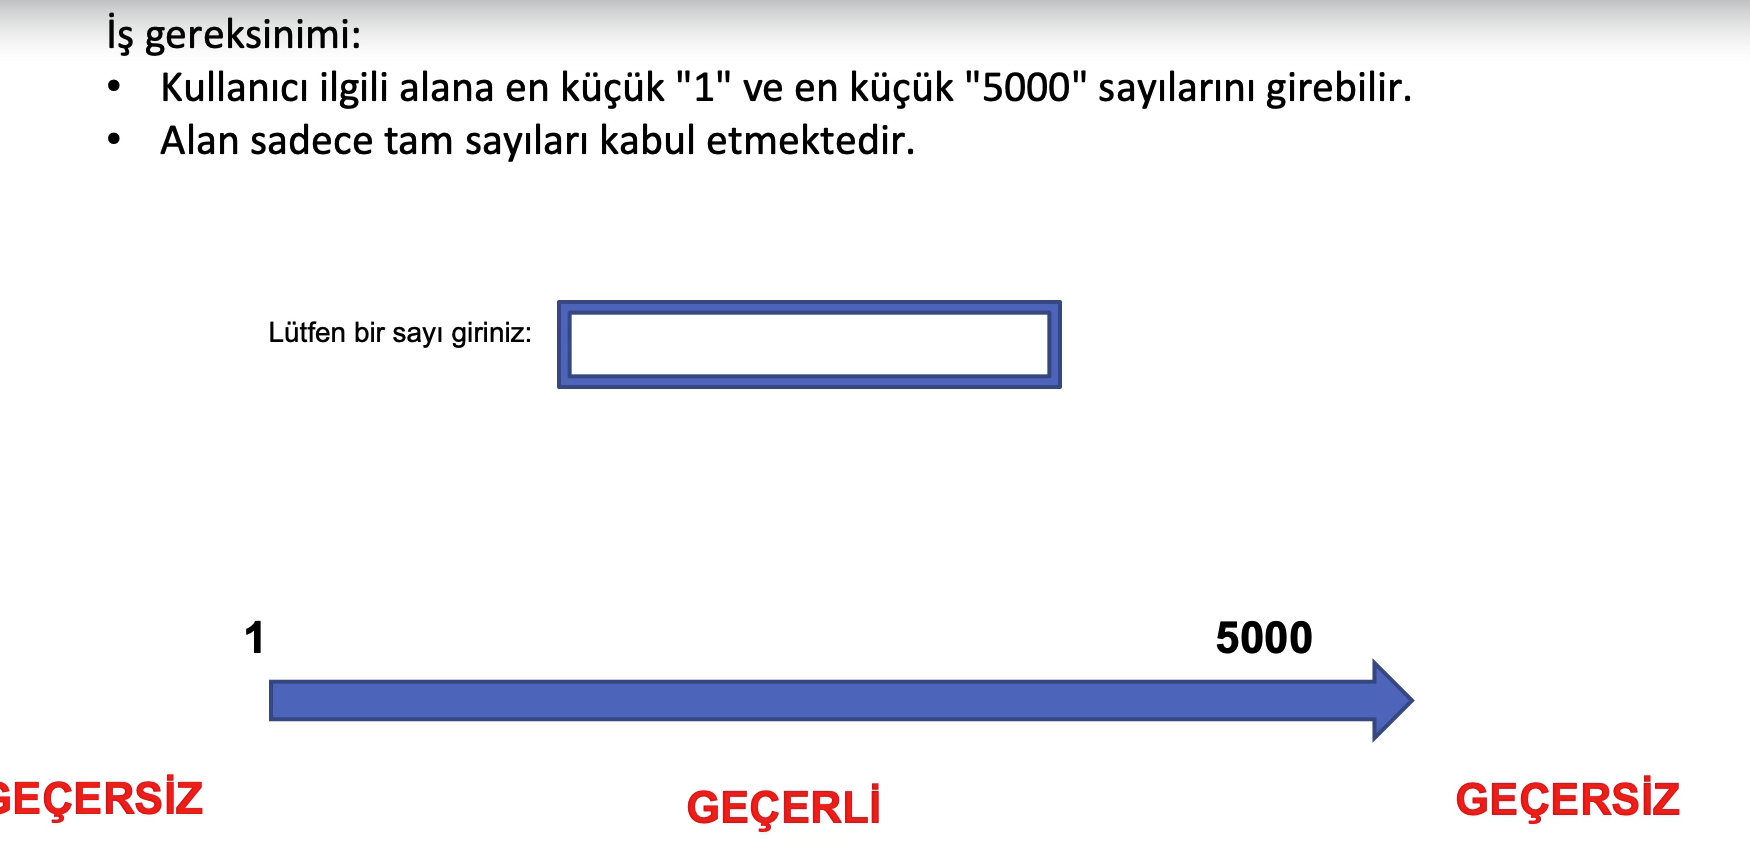 İş gereksinimi:
• Kullanıcı ilgili alana en küçük "1" ve en küçük "5000" sayılarını girebilir.
• Alan sadece tam sayıları kabul etmektedir.
Lütfen bir sayı giriniz:
1 5000
GEÇERSİZ GEÇERLİ GEÇERSİZ